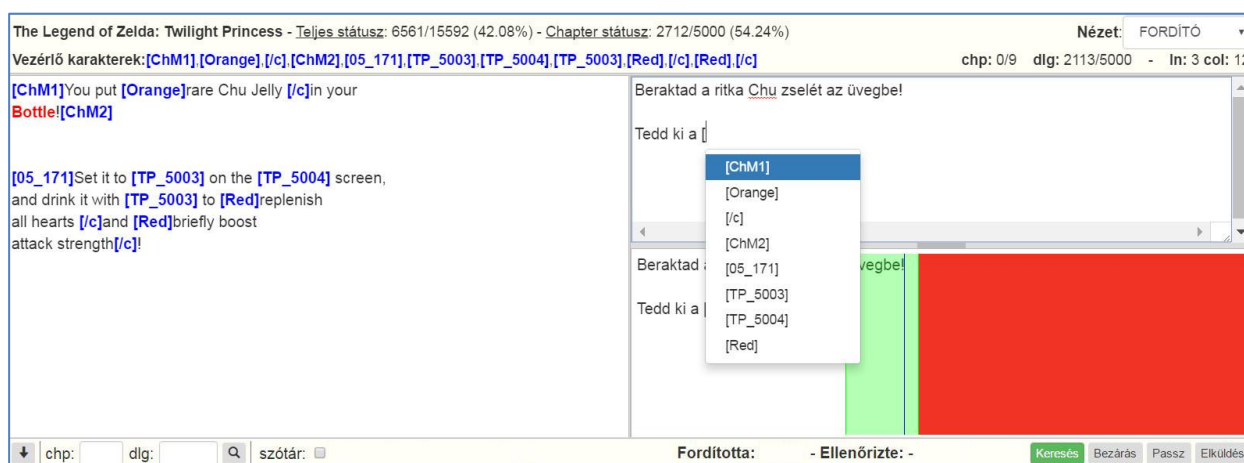 The Legend of Zelda: Twilight Princess - Teljes státusz: 6561/15592 (42.08%) - Chapter státusz: 2712/5000 (54.24%) Nézet: FORDÍTÓ
Vezérlő karakterek:[ChM1],[Orange],[/c],[ChM2],[05_171],[TP_5003],[TP_5004],[TP_5003],[Red],[/c],[Red],[/c] chp: 0/9 dlg: 2113/5000 - ln: 3 col: 12
[ChM1]You put [Orange]rare Chu Jelly [/c]in your
Bottle![ChM2]
[05_171]Set it to [TP_5003] on the [TP_5004] screen,
and drink it with [TP_5003] to [Red]replenish
all hearts [/c]and [Red]briefly boost
attack strength[/c]!
Beraktad a ritka Chu zselét az üvegbe!
Tedd ki a [
[ChM1]
[Orange]
[/c]
[ChM2]
[05_171]
[TP_5003]
[TP_5004]
[Red]
Beraktad vegbe!
Tedd ki a [
chp: dlg: szótár: Fordította: - Ellenőrizte: - Keresés Bezárás Passz Elküldés